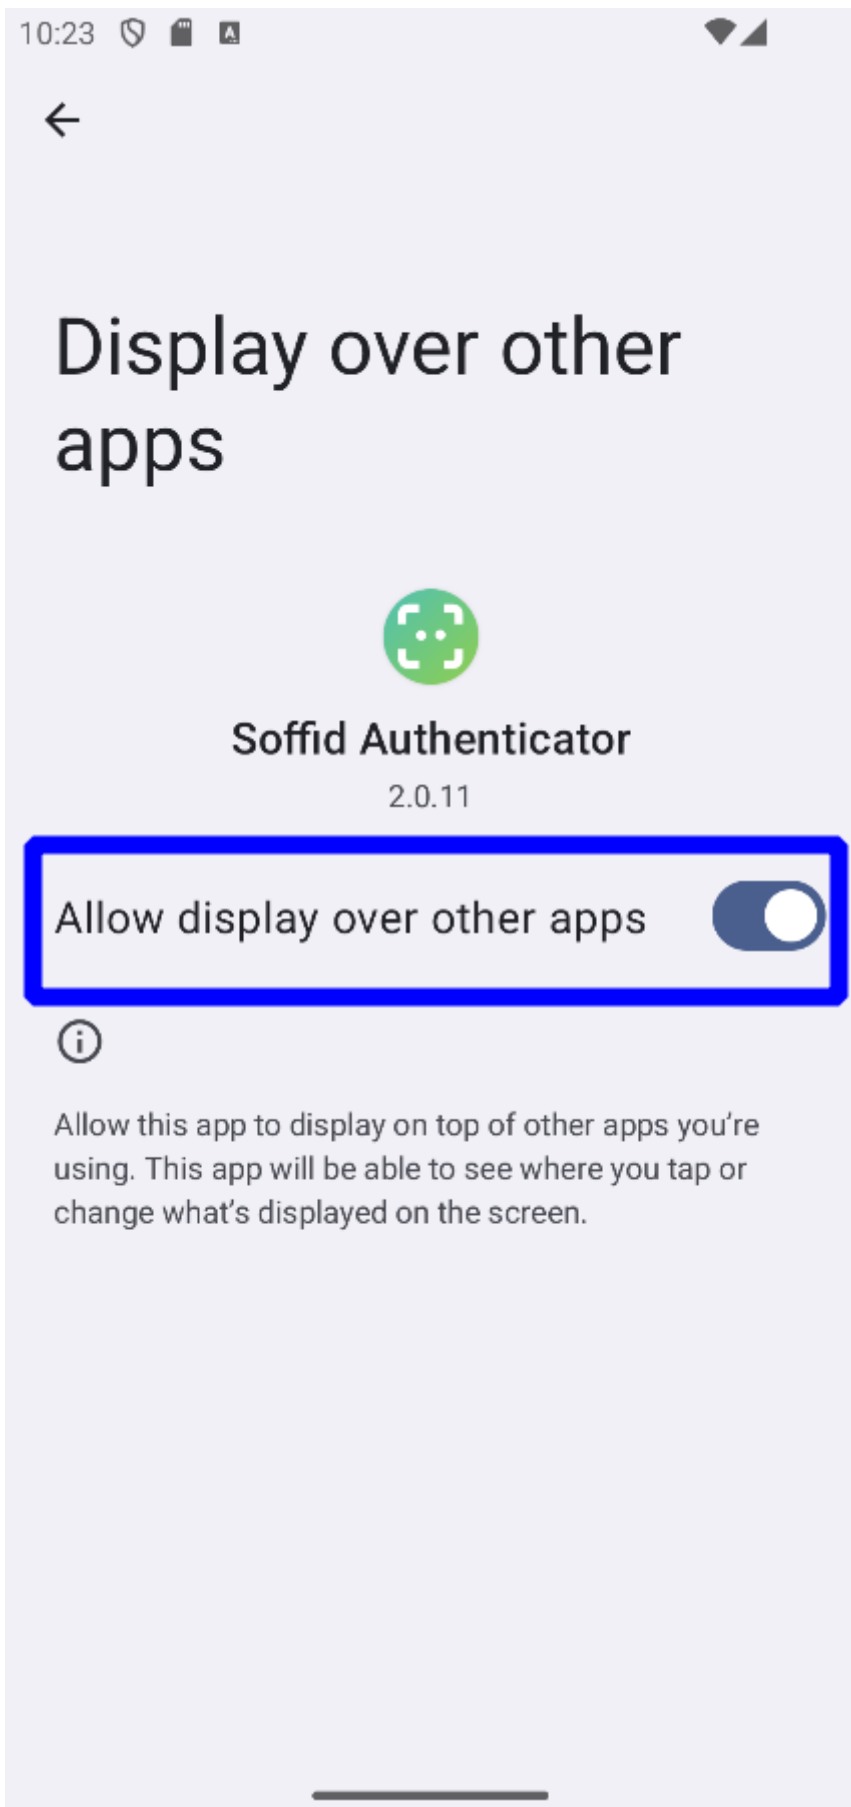 10:23
Display over other
apps
Soffid Authenticator
2.0.11
Allow display over other apps
Allow this app to display on top of other apps you're
using. This app will be able to see where you tap or
change what's displayed on the screen.